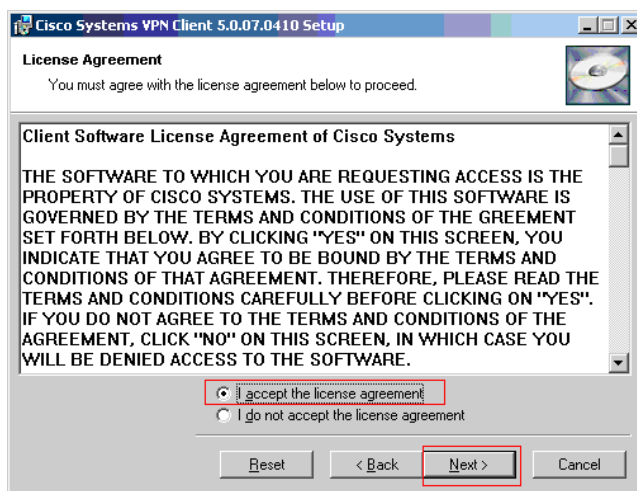 Cisco Systems VPN Client 5.0.07.0410 Setup
License Agreement
You must agree with the license agreement below to proceed.
Client Software License Agreement of Cisco Systems
THE SOFTWARE TO WHICH YOU ARE REQUESTING ACCESS IS THE
PROPERTY OF CISCO SYSTEMS. THE USE OF THIS SOFTWARE IS
GOVERNED BY THE TERMS AND CONDITIONS OF THE GREEMENT
SET FORTH BELOW. BY CLICKING "YES" ON THIS SCREEN, YOU
INDICATE THAT YOU AGREE TO BE BOUND BY THE TERMS AND
CONDITIONS OF THAT AGREEMENT. THEREFORE, PLEASE READ THE
TERMS AND CONDITIONS CAREFULLY BEFORE CLICKING ON "YES".
IF YOU DO NOT AGREE TO THE TERMS AND CONDITIONS OF THE
AGREEMENT, CLICK "NO" ON THIS SCREEN, IN WHICH CASE YOU
WILL BE DENIED ACCESS TO THE SOFTWARE.
I accept the license agreement
I do not accept the license agreement
Reset < Back Next > Cancel